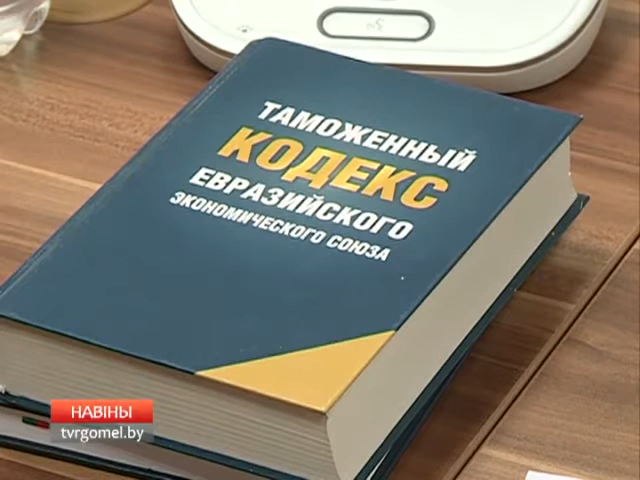 ТАМОЖЕННЫЙ
КОДЕКС
ЕВРАЗИЙСКОГО
ЭКОНОМИЧЕСКОГО СОЮЗА
НАВІНЫ
tvrgomel.by